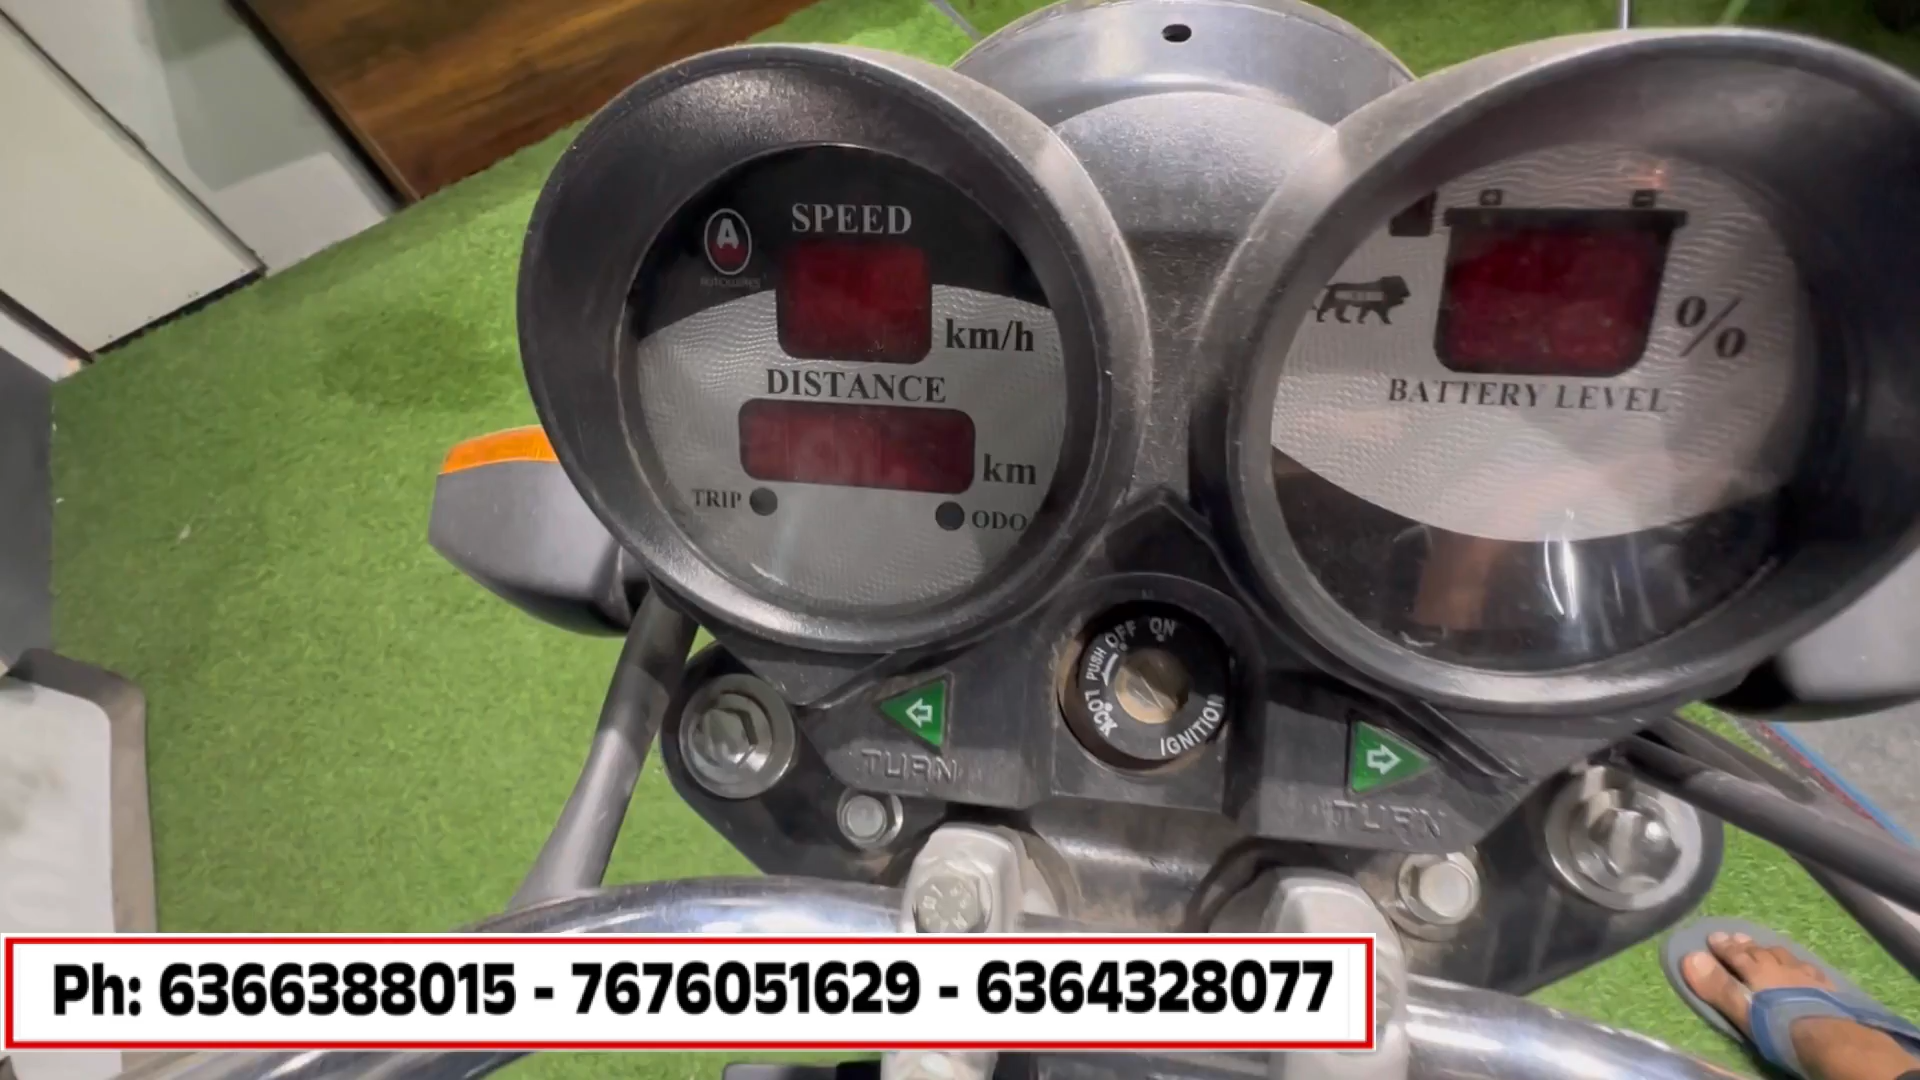 SPEED
A
km/h
DISTANCE
km
TRIP
ODO
%
BATTERY LEVEL
OFF ON
PUSH
LOCK
IGNITION
TURN
TURN
Ph: 6366388015 - 7676051629 - 6364328077